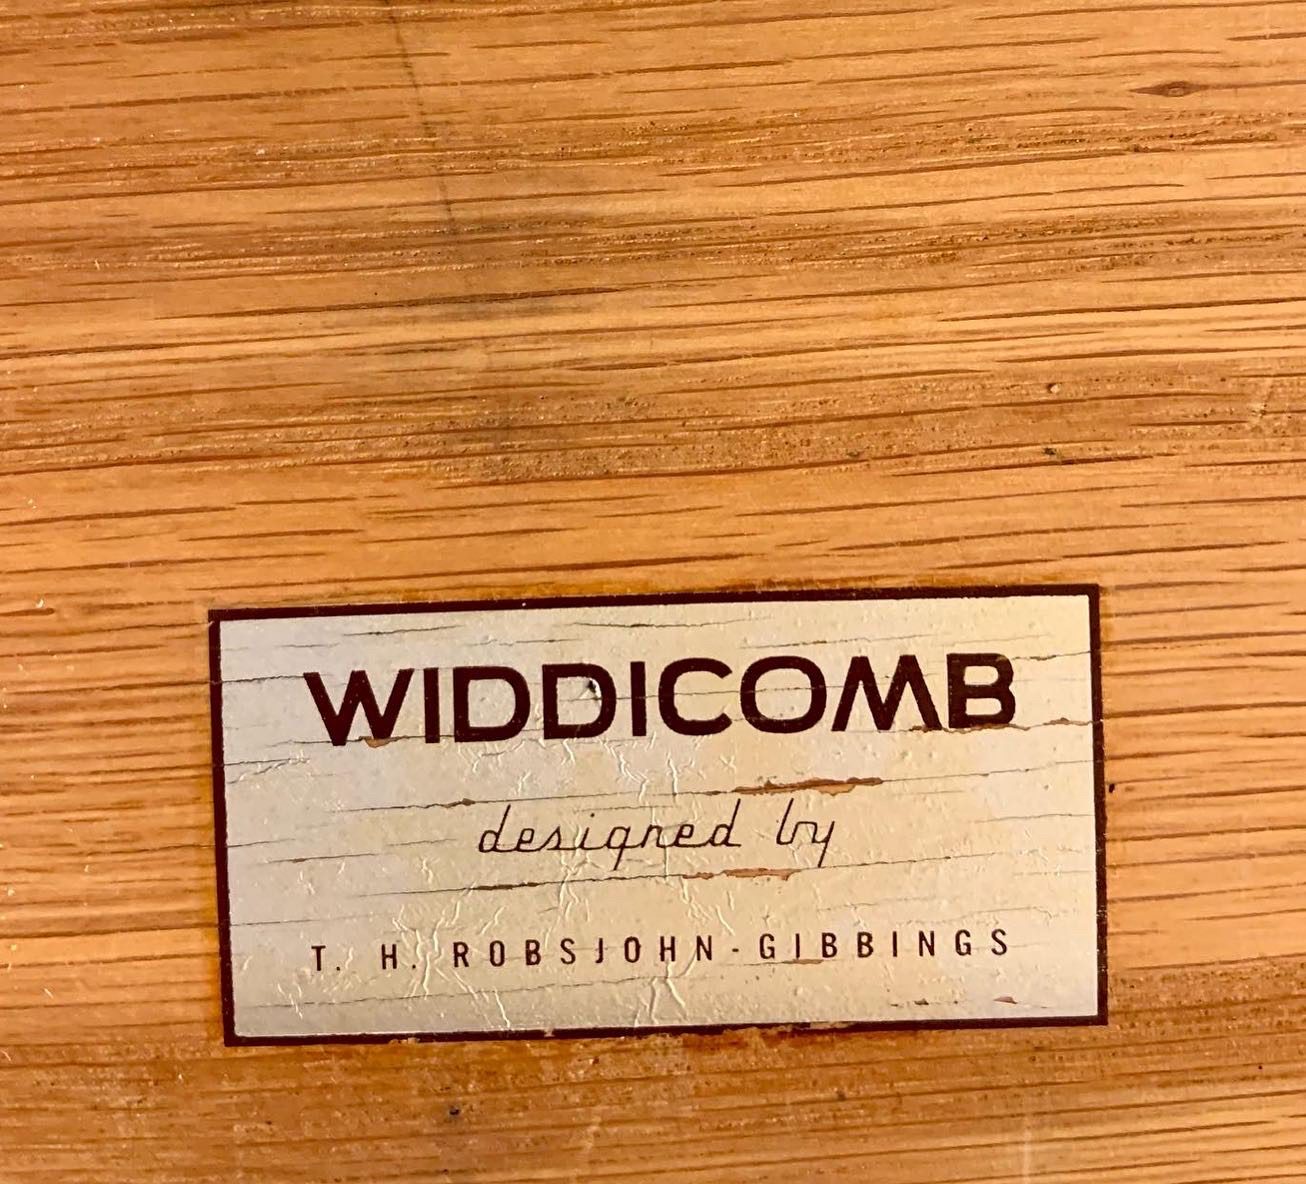 WIDDICOMB
designed by
T. H. ROBSJOHN-GIBBINGS